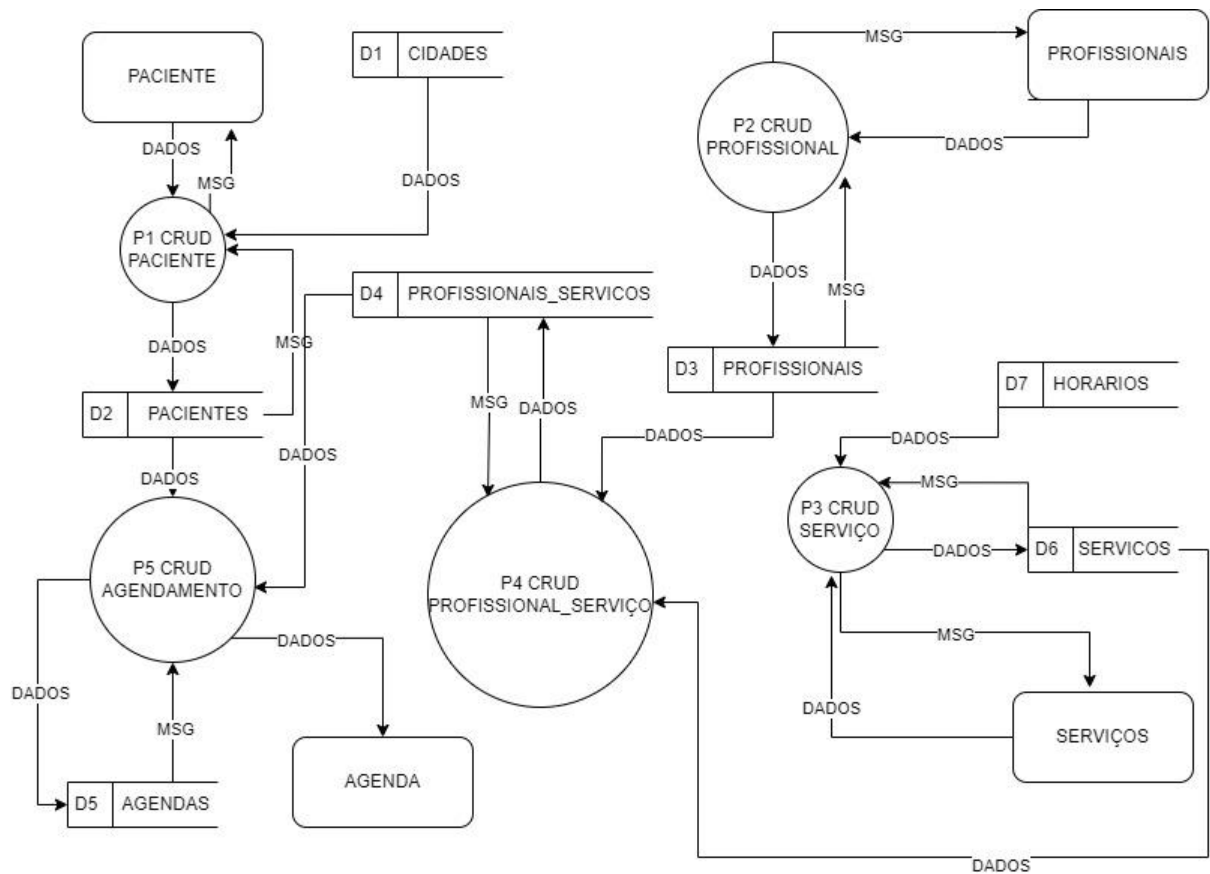 PACIENTE
D1 CIDADES
MSG
PROFISSIONAIS
P2 CRUD
PROFISSIONAL
DADOS
DADOS
MSG
DADOS
P1 CRUD
PACIENTE
DADOS
MSG
D4 PROFISSIONAIS_SERVICOS
DADOS
MSG
D3 PROFISSIONAIS
D7 HORARIOS
D2 PACIENTES
MSG
DADOS
DADOS
DADOS
DADOS
DADOS
P3 CRUD
SERVIÇO
MSG
DADOS
D6 SERVICOS
P5 CRUD
AGENDAMENTO
P4 CRUD
PROFISSIONAL_SERVIÇO
DADOS
MSG
DADOS
DADOS
MSG
SERVIÇOS
AGENDA
D5 AGENDAS
DADOS